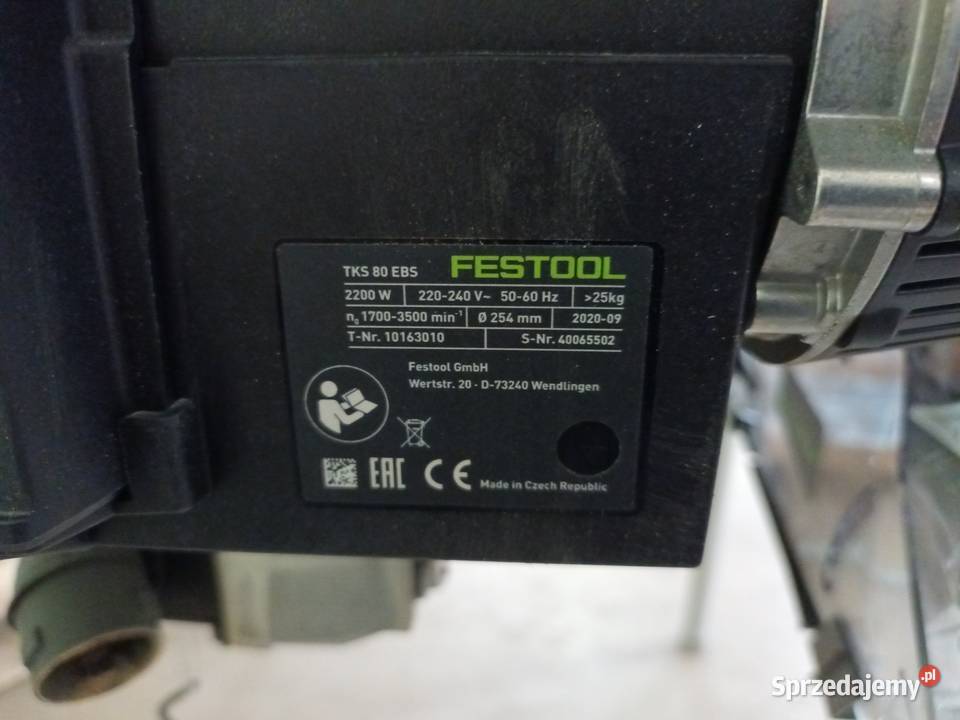 TKS 80 EBS FESTOOL
2200 W 220-240 V~ 50-60 Hz >25kg
n₀ 1700-3500 min⁻¹ Ø 254 mm 2020-09
T-Nr. 10163010 S-Nr. 40065502
Festool GmbH
Wertstr. 20 · D-73240 Wendlingen
EAC CE Made in Czech Republic
Sprzedajemy.pl